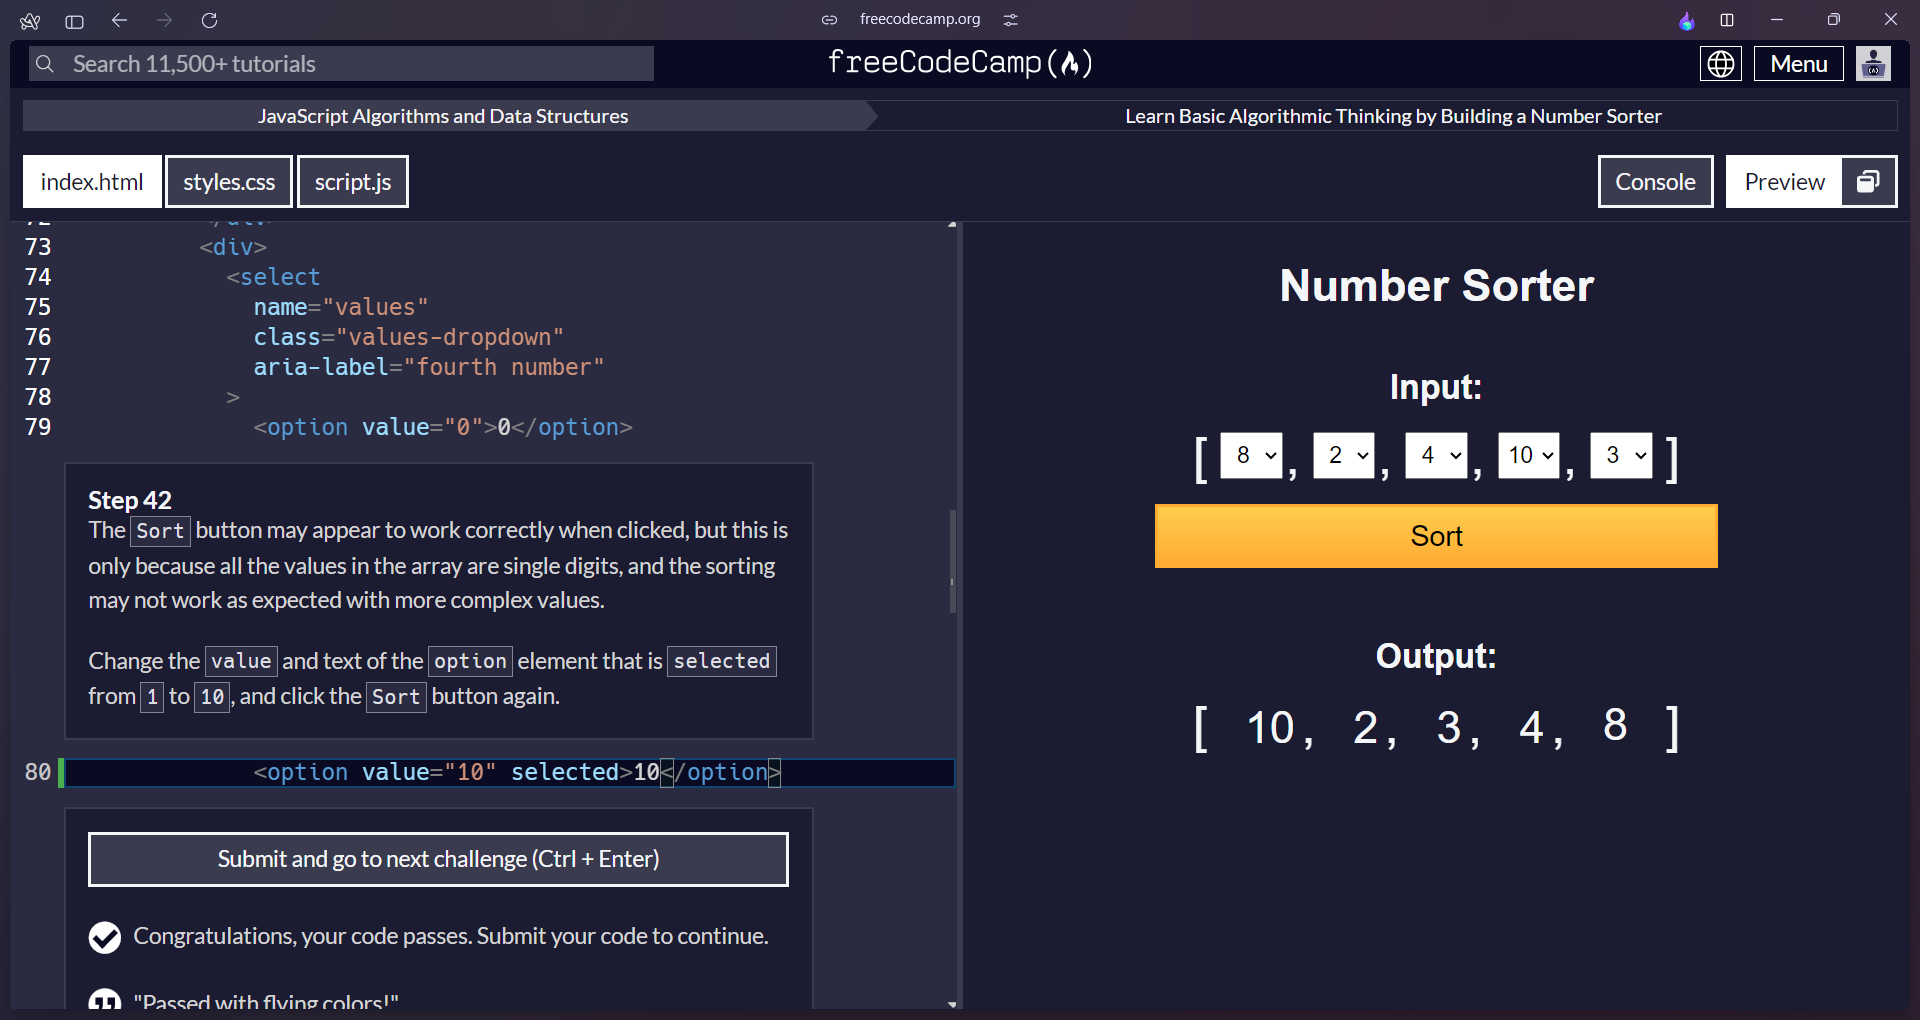 freecodecamp.org
Search 11,500+ tutorials
freeCodeCamp
Menu
JavaScript Algorithms and Data Structures
Learn Basic Algorithmic Thinking by Building a Number Sorter
index.html
styles.css
script.js
Console
Preview
72 </div>
73 <div>
74 <select
75 name="values"
76 class="values-dropdown"
77 aria-label="fourth number"
78 >
79 <option value="0">0</option>
Step 42
The Sort button may appear to work correctly when clicked, but this is
only because all the values in the array are single digits, and the sorting
may not work as expected with more complex values.
Change the value and text of the option element that is selected
from 1 to 10, and click the Sort button again.
80 <option value="10" selected>10</option>
Submit and go to next challenge (Ctrl + Enter)
Congratulations, your code passes. Submit your code to continue.
"Passed with flying colors!"
Number Sorter
Input:
[ 8, 2, 4, 10, 3 ]
Sort
Output:
[ 10, 2, 3, 4, 8 ]